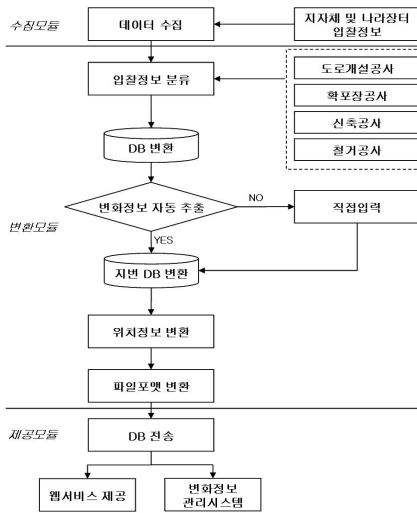 수집모듈
데이터 수집
지자체 및 나라장터
입찰정보
입찰정보 분류
도로개설공사
확포장공사
신축공사
철거공사
DB 변환
변환모듈
변화정보 자동 추출
NO
직접입력
YES
지번 DB 변환
위치정보 변환
파일포맷 변환
제공모듈
DB 전송
웹서비스 제공
변화정보
관리시스템